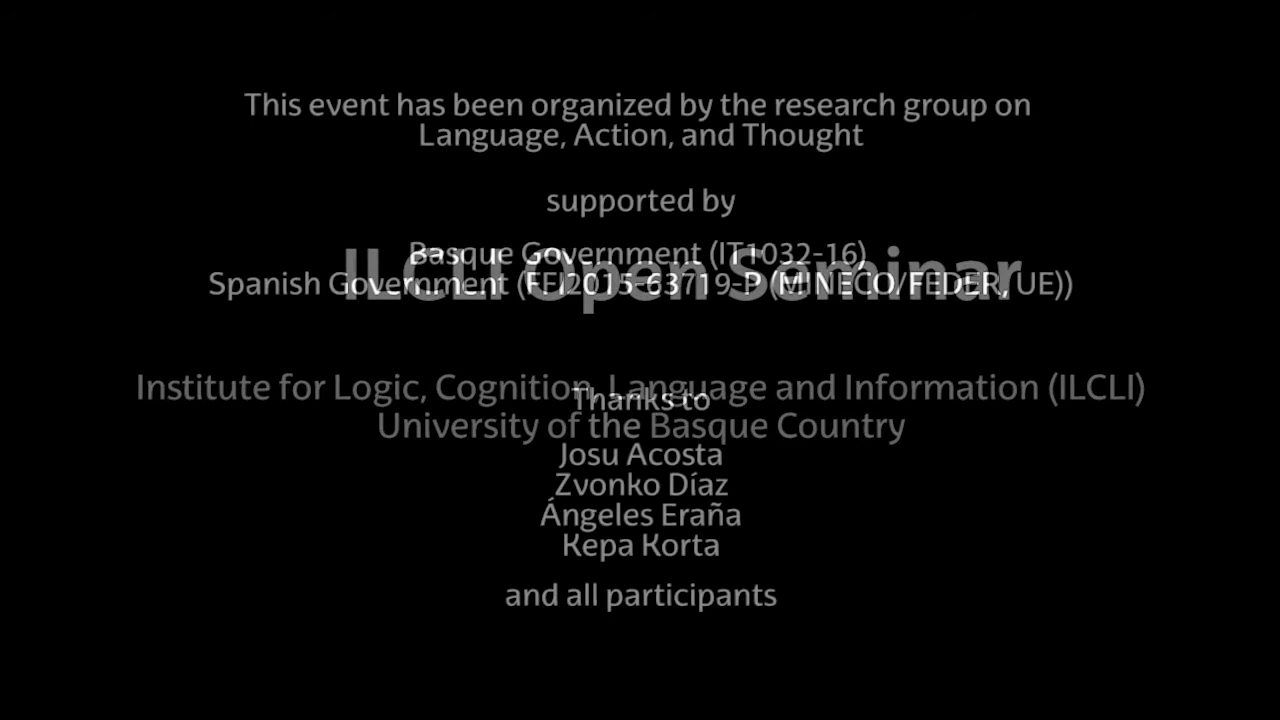 This event has been organized by the research group on
Language, Action, and Thought
supported by
Basque Government (IT1032-16)
ILCLI Open Seminar
Spanish Government (FFI2015-63719-P (MINECO/FEDER, UE))
Institute for Logic, Cognition, Language and Information (ILCLI)
Thanks to
University of the Basque Country
Josu Acosta
Zvonko Díaz
Ángeles Eraña
Kepa Korta
and all participants